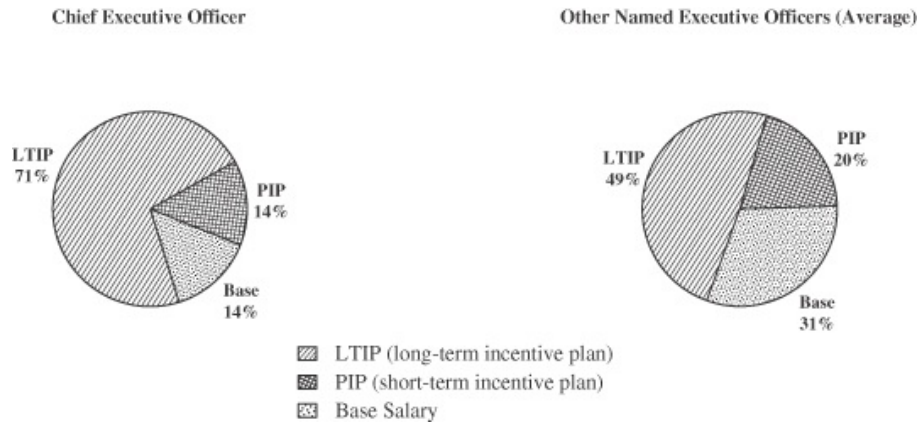 Chief Executive Officer
Other Named Executive Officers (Average)
LTIP
71%
PIP
14%
Base
14%
LTIP
49%
PIP
20%
Base
31%
LTIP (long-term incentive plan)
PIP (short-term incentive plan)
Base Salary